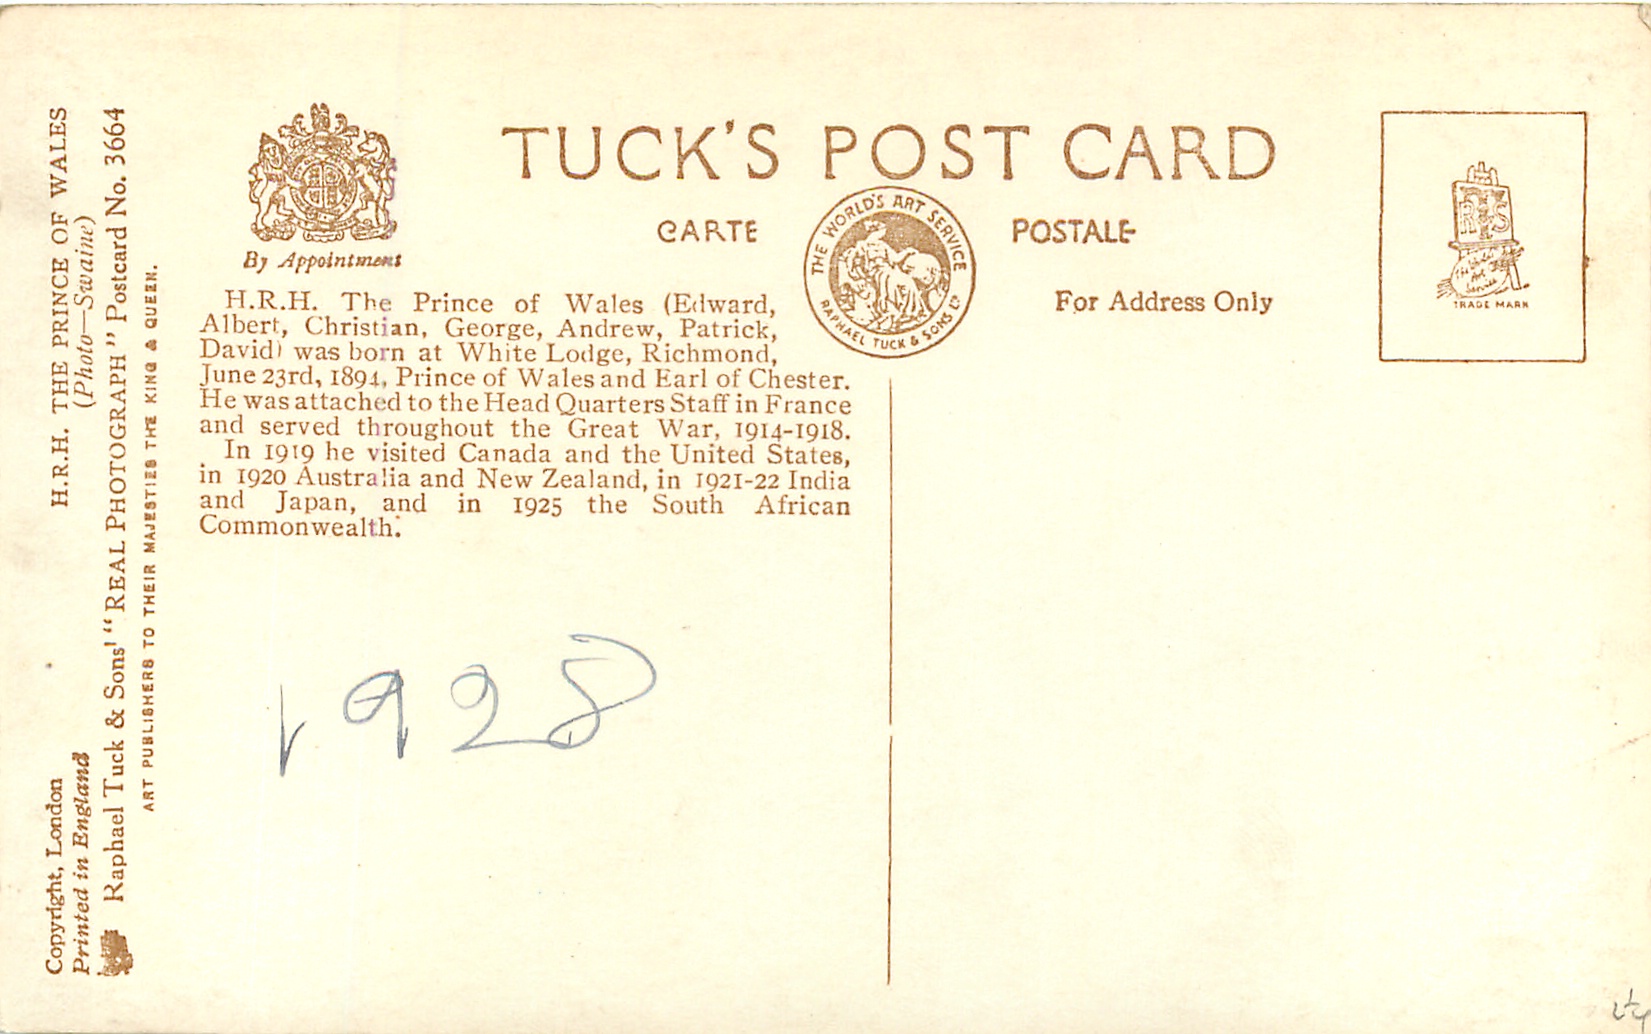 TUCK'S POST CARD
CARTE POSTALE
THE WORLD'S ART SERVICE
RAPHAEL TUCK & SONS LD
By Appointment
For Address Only
TRADE MARK
H.R.H. The Prince of Wales (Edward,
Albert, Christian, George, Andrew, Patrick,
David) was born at White Lodge, Richmond,
June 23rd, 1894, Prince of Wales and Earl of Chester.
He was attached to the Head Quarters Staff in France
and served throughout the Great War, 1914-1918.
In 1919 he visited Canada and the United States,
in 1920 Australia and New Zealand, in 1921-22 India
and Japan, and in 1925 the South African
Commonwealth.
1928
H.R.H. THE PRINCE OF WALES
(Photo—Swaine)
Copyright, London
Printed in England
Raphael Tuck & Sons' "REAL PHOTOGRAPH" Postcard No. 3664
ART PUBLISHERS TO THEIR MAJESTIES THE KING & QUEEN.